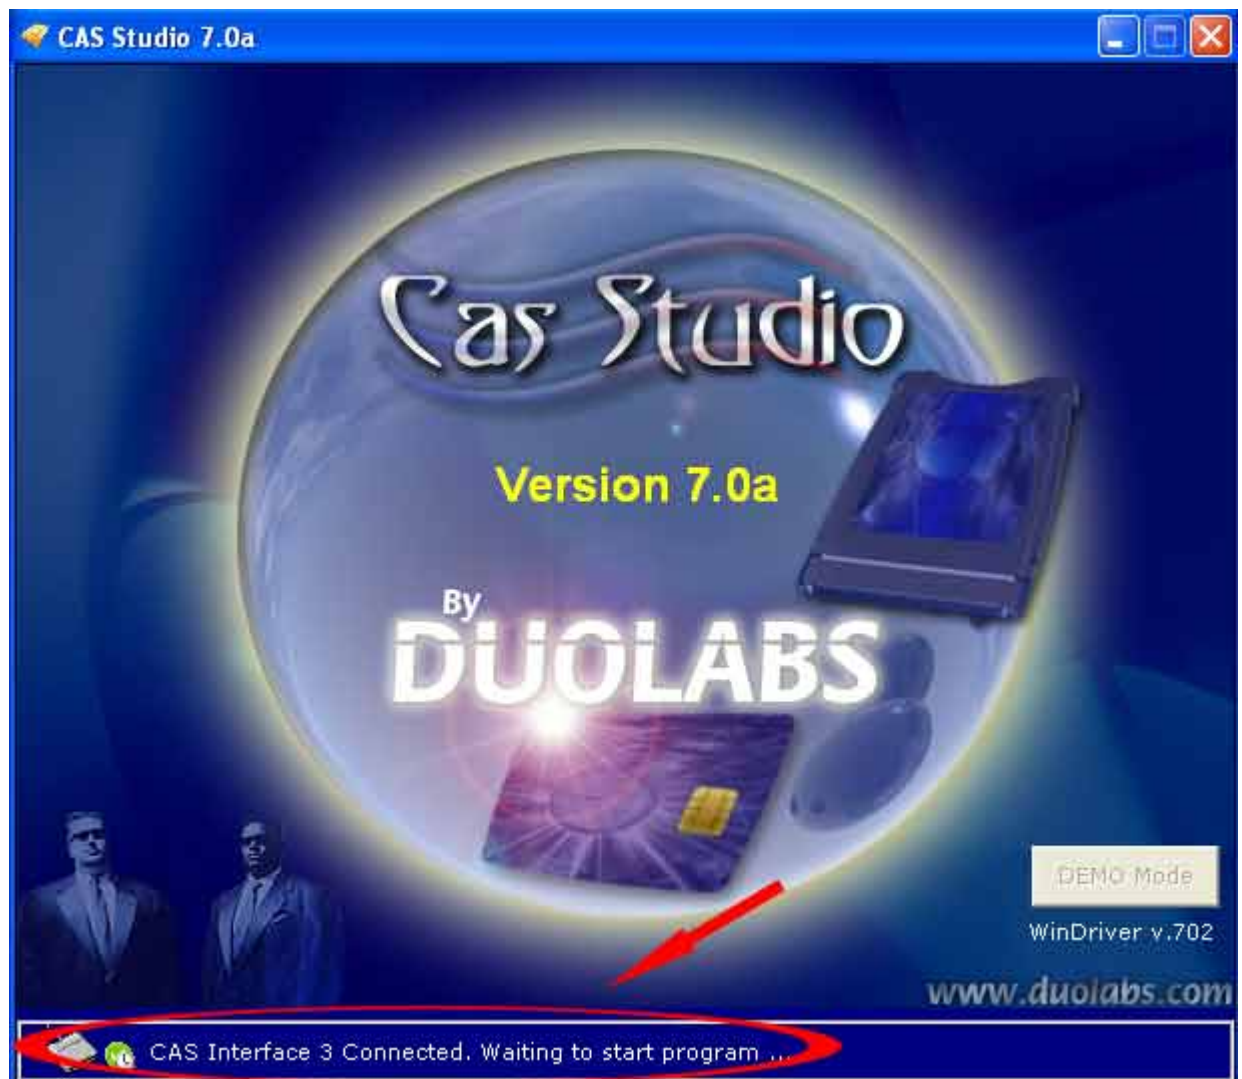 CAS Studio 7.0a
Cas Studio
Version 7.0a
By
DUOLABS
DEMO Mode
WinDriver v.702
www.duolabs.com
CAS Interface 3 Connected. Waiting to start program ...